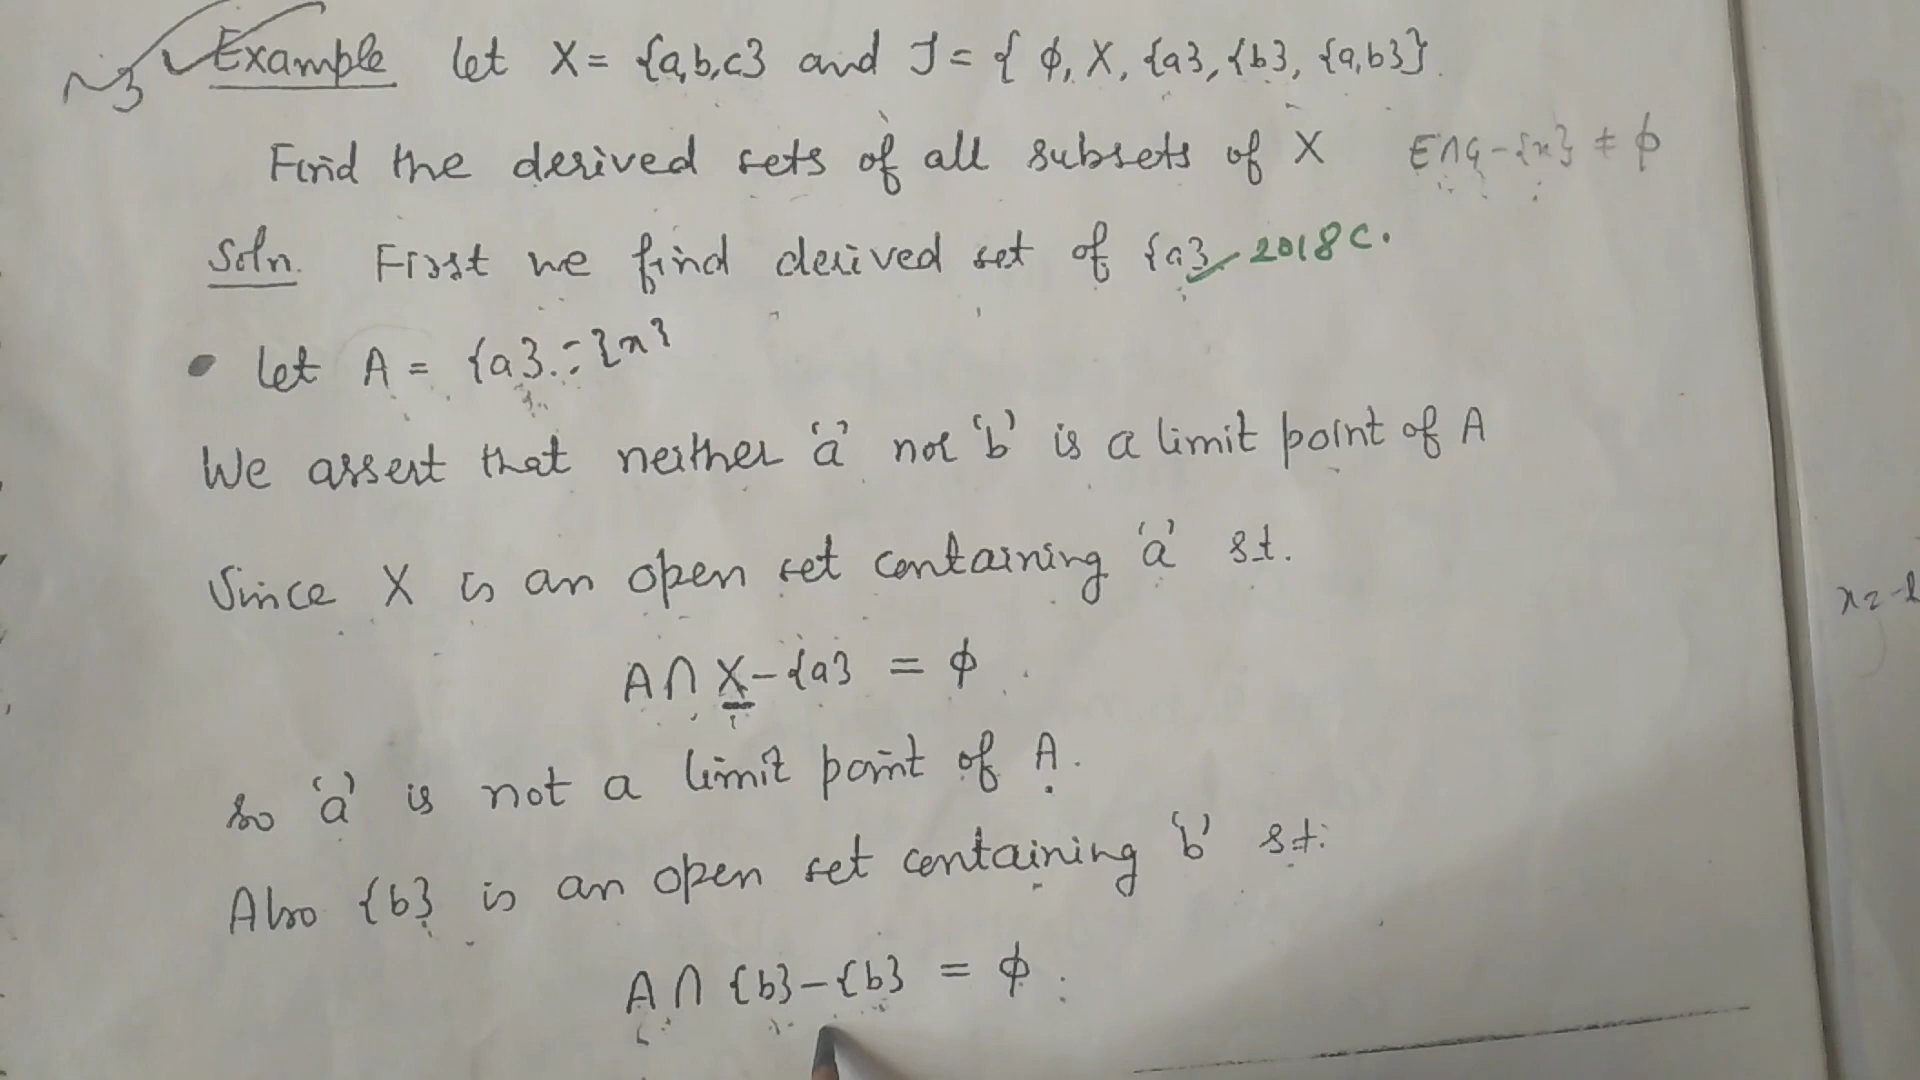 Example Let X = {a,b,c} and J = { ϕ, X, {a}, {b}, {a,b}}.
Find the derived sets of all subsets of X E∩G-{x} ≠ ϕ
Soln. First we find derived set of {a} 2018 C.
• Let A = {a}. = {x}
We assert that neither 'a' nor 'b' is a limit point of A
Since X is an open set containing 'a' s.t.
A∩ X-{a} = ϕ.
So 'a' is not a limit point of A.
Also {b} is an open set containing 'b' s.t.
A∩ {b}-{b} = ϕ.